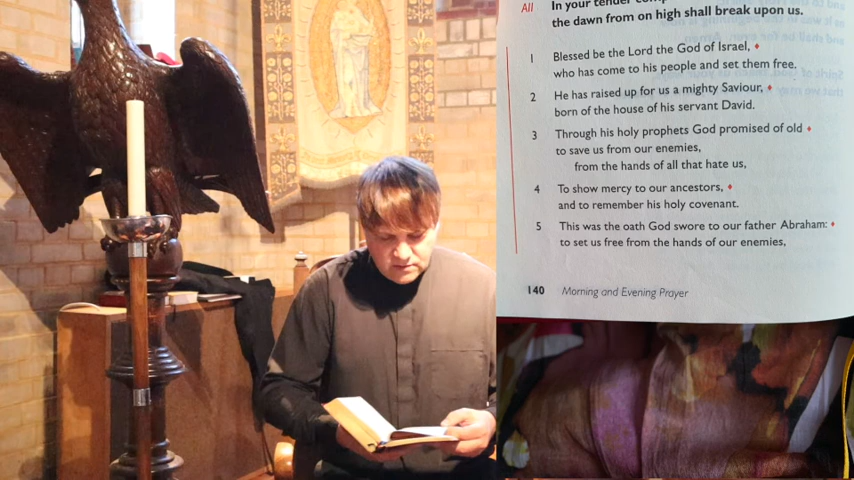 All In your tender
the dawn from on high shall break upon us.
1 Blessed be the Lord the God of Israel, ♦
who has come to his people and set them free.
2 He has raised up for us a mighty Saviour, ♦
born of the house of his servant David.
3 Through his holy prophets God promised of old ♦
to save us from our enemies,
from the hands of all that hate us,
4 To show mercy to our ancestors, ♦
and to remember his holy covenant.
5 This was the oath God swore to our father Abraham: ♦
to set us free from the hands of our enemies,
140 Morning and Evening Prayer